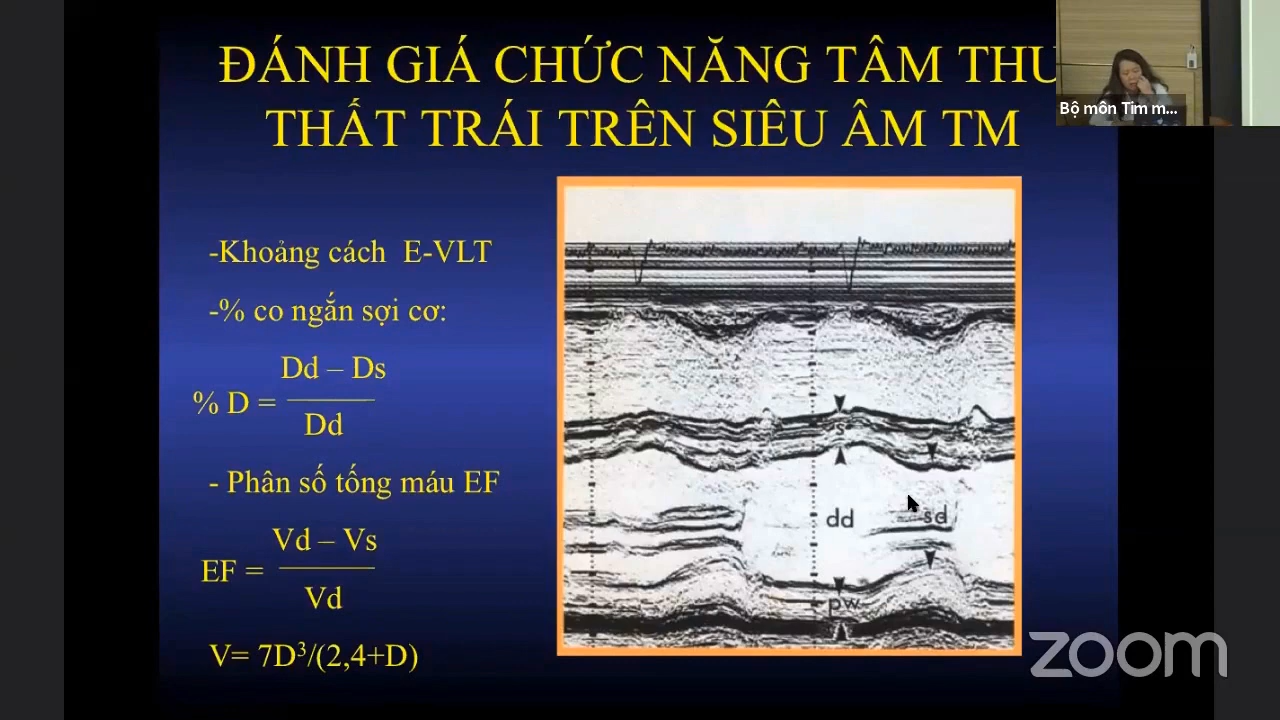 ĐÁNH GIÁ CHỨC NĂNG TÂM THU
THẤT TRÁI TRÊN SIÊU ÂM TM
Bộ môn Tim m...
-Khoảng cách E-VLT
-% co ngắn sợi cơ:
Dd – Ds
% D =
Dd
- Phân số tống máu EF
Vd – Vs
EF =
Vd
V= 7D³/(2,4+D)
s
dd
sd
pw
zoom